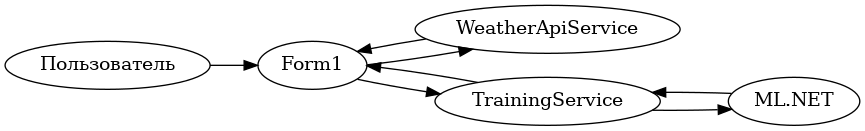 WeatherApiService
Пользователь
Form1
TrainingService
ML.NET